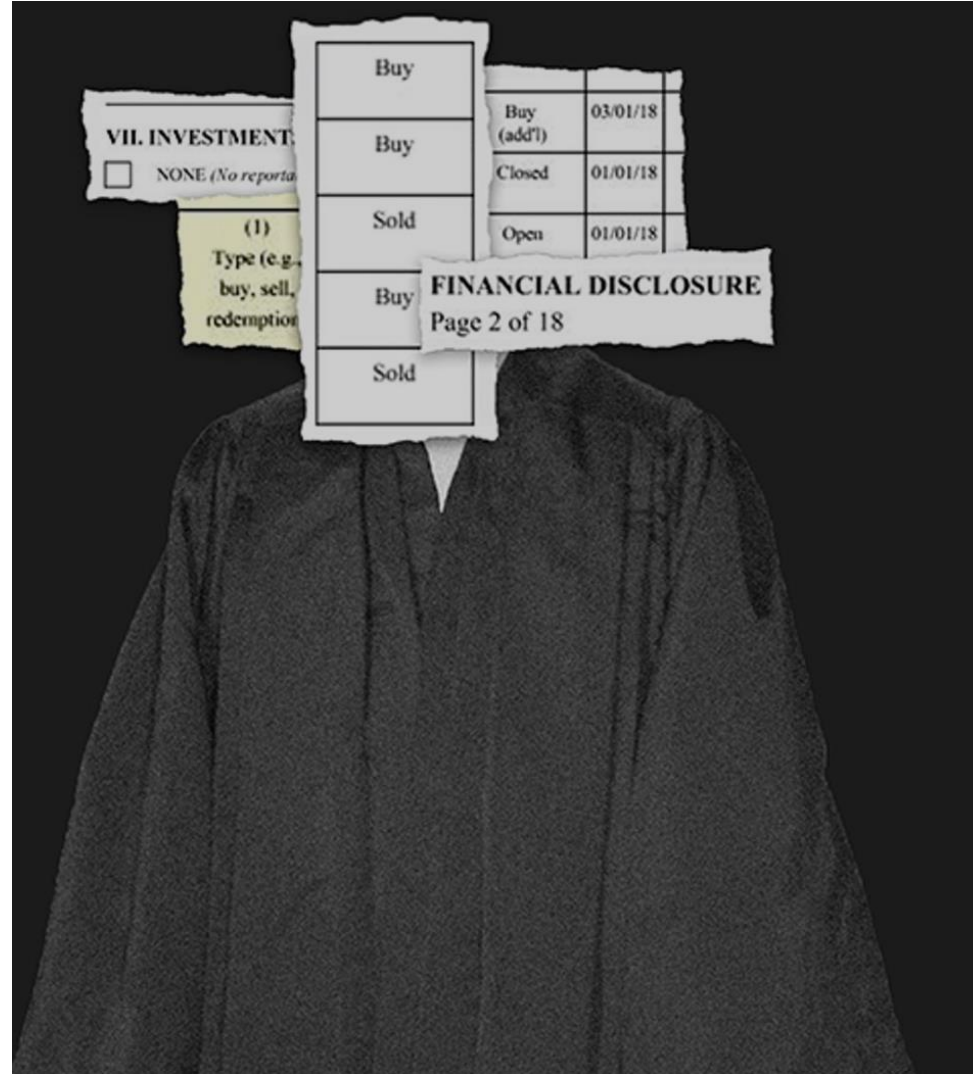 VII. INVESTMENT
NONE (No reporta
(1)
Type (e.g.,
buy, sell,
redemption
Buy
Buy
Sold
Buy
Sold
Buy 03/01/18
(add'l)
Closed 01/01/18
Open 01/01/18
FINANCIAL DISCLOSURE
Page 2 of 18